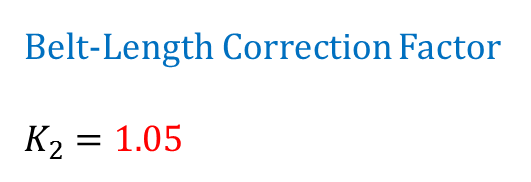 Belt-Length Correction Factor
K₂ = 1.05